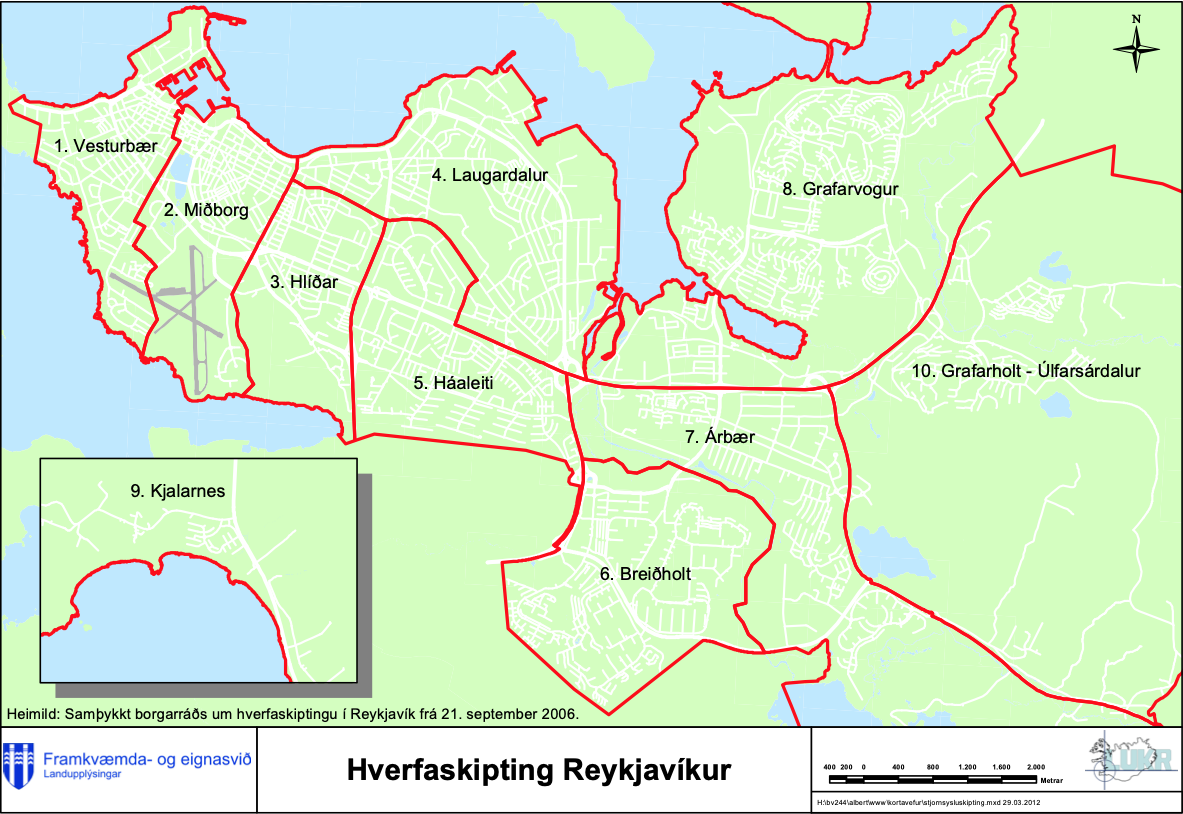 N
1. Vesturbær
2. Miðborg
3. Hlíðar
4. Laugardalur
5. Háaleiti
6. Breiðholt
7. Árbær
8. Grafarvogur
9. Kjalarnes
10. Grafarholt - Úlfarsárdalur
Heimild: Samþykkt borgarráðs um hverfaskiptingu í Reykjavík frá 21. september 2006.
Framkvæmda- og eignasvið
Landupplýsingar
Hverfaskipting Reykjavíkur
400 200 0 400 800 1.200 1.600 2.000
Metrar
LUKR
H:\bv244\albert\www\kortavefur\stjornsysluskipting.mxd 29.03.2012